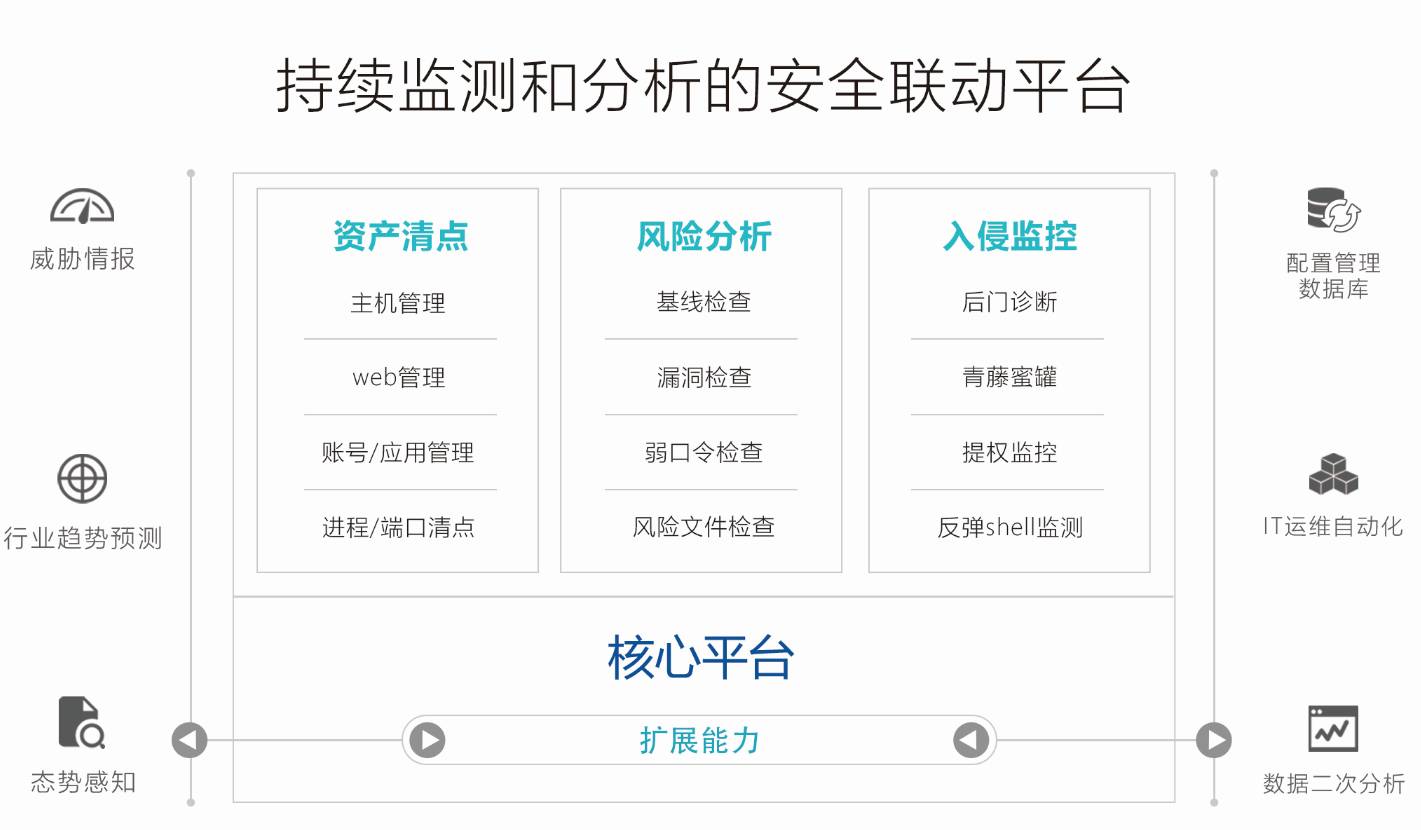 持续监测和分析的安全联动平台
威胁情报
行业趋势预测
态势感知
资产清点
主机管理
web管理
账号/应用管理
进程/端口清点
风险分析
基线检查
漏洞检查
弱口令检查
风险文件检查
入侵监控
后门诊断
青藤蜜罐
提权监控
反弹shell监测
核心平台
扩展能力
配置管理
数据库
IT运维自动化
数据二次分析